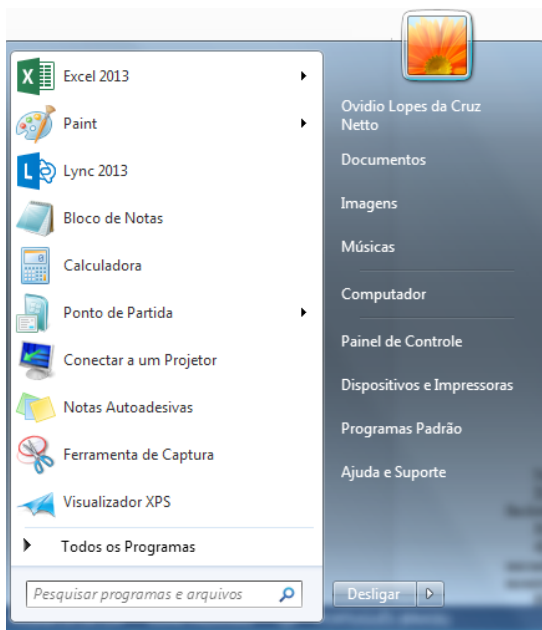 Excel 2013
Paint
Lync 2013
Bloco de Notas
Calculadora
Ponto de Partida
Conectar a um Projetor
Notas Autoadesivas
Ferramenta de Captura
Visualizador XPS
Todos os Programas
Pesquisar programas e arquivos
Ovidio Lopes da Cruz
Netto
Documentos
Imagens
Músicas
Computador
Painel de Controle
Dispositivos e Impressoras
Programas Padrão
Ajuda e Suporte
Desligar